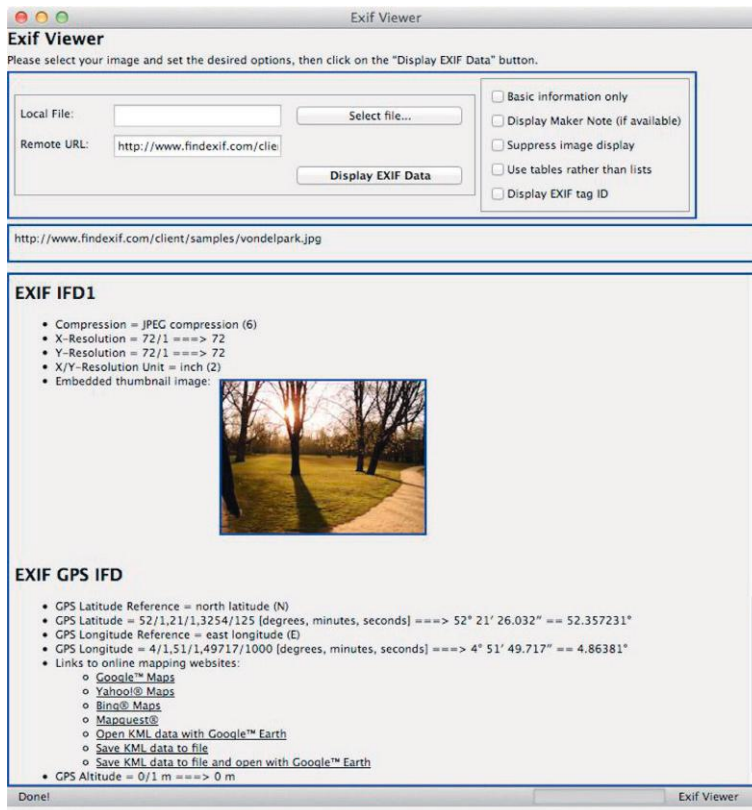 Exif Viewer
Exif Viewer
Please select your image and set the desired options, then click on the “Display EXIF Data” button.
Local File:
Select file...
Remote URL:
http://www.findexif.com/clie
Display EXIF Data
Basic information only
Display Maker Note (if available)
Suppress image display
Use tables rather than lists
Display EXIF tag ID
http://www.findexif.com/client/samples/vondelpark.jpg
EXIF IFD1
• Compression = JPEG compression (6)
• X-Resolution = 72/1 ===> 72
• Y-Resolution = 72/1 ===> 72
• X/Y-Resolution Unit = inch (2)
• Embedded thumbnail image:
EXIF GPS IFD
• GPS Latitude Reference = north latitude (N)
• GPS Latitude = 52/1,21/1,3254/125 [degrees, minutes, seconds] ===> 52° 21′ 26.032″ == 52.357231°
• GPS Longitude Reference = east longitude (E)
• GPS Longitude = 4/1,51/1,49717/1000 [degrees, minutes, seconds] ===> 4° 51′ 49.717″ == 4.86381°
• Links to online mapping websites:
○ Google™ Maps
○ Yahoo!® Maps
○ Bing® Maps
○ Mapquest®
○ Open KML data with Google™ Earth
○ Save KML data to file
○ Save KML data to file and open with Google™ Earth
• GPS Altitude = 0/1 m ===> 0 m
Done!
Exif Viewer